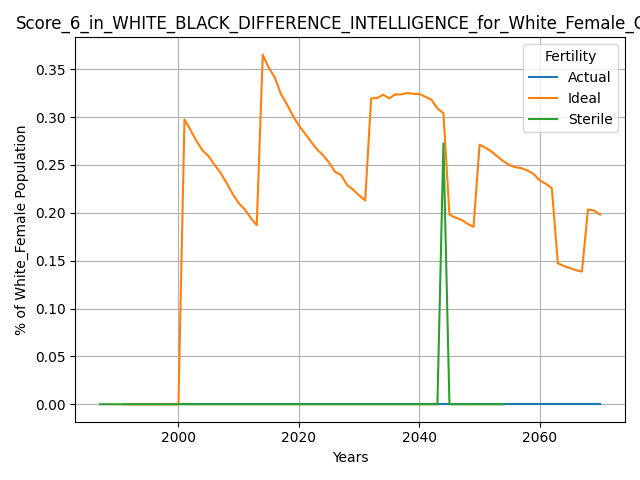 Score_6_in_WHITE_BLACK_DIFFERENCE_INTELLIGENCE_for_White_Female_
Fertility
Actual
Ideal
Sterile
% of White_Female Population
0.35
0.30
0.25
0.20
0.15
0.10
0.05
0.00
2000 2020 2040 2060
Years